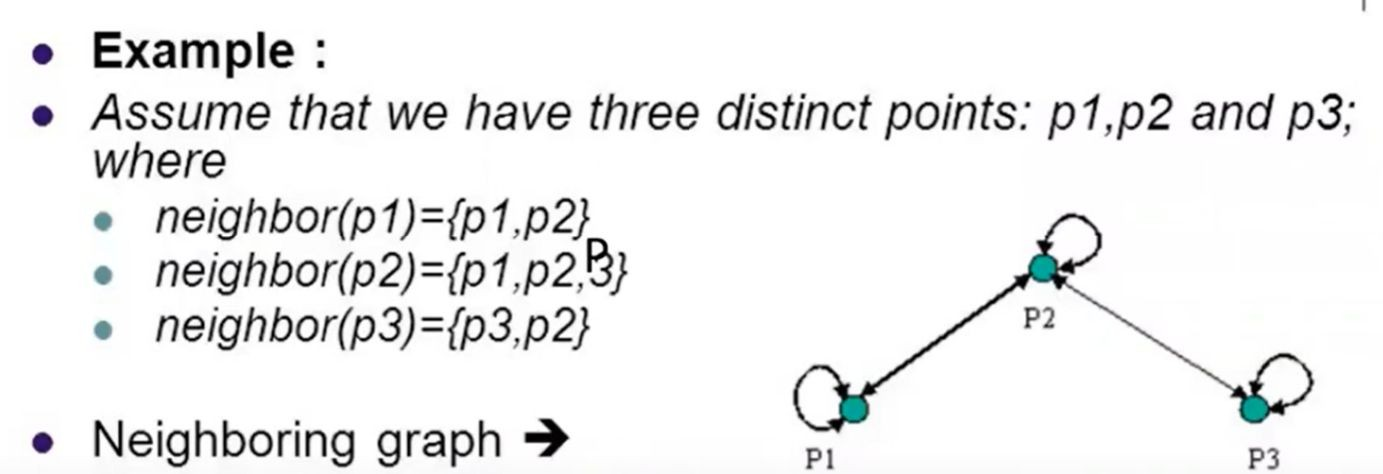 Example :
Assume that we have three distinct points: p1,p2 and p3;
where
neighbor(p1)={p1,p2}
neighbor(p2)={p1,p2,P3}
neighbor(p3)={p3,p2}
Neighboring graph ➔
P2
P1
P3